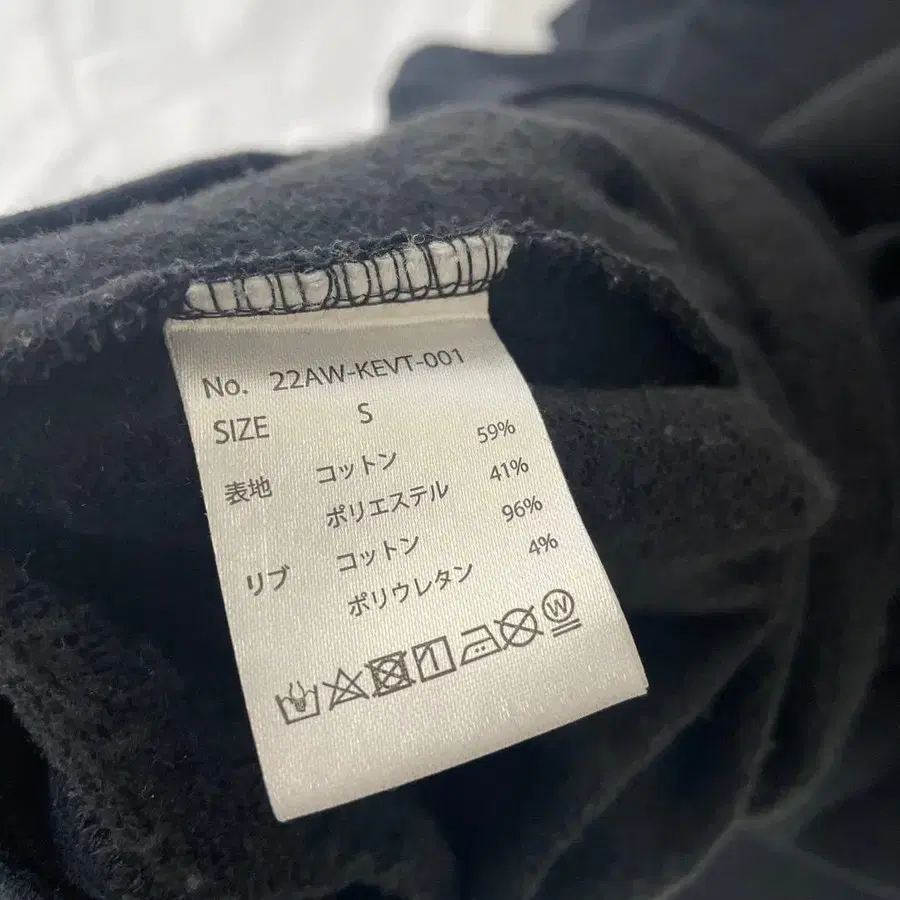 No. 22AW-KEVT-001
SIZE S
表地 コットン 59%
ポリエステル 41%
リブ コットン 96%
ポリウレタン 4%
W